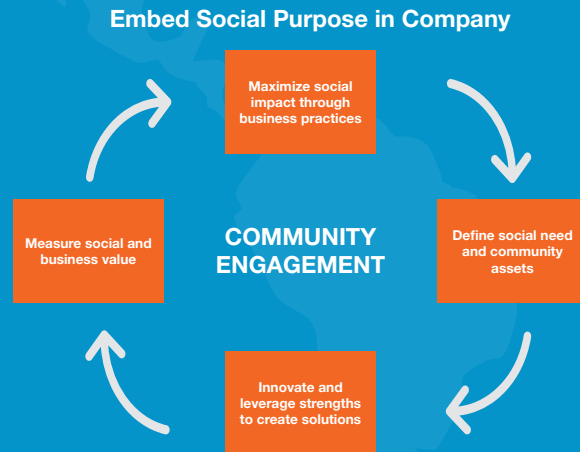 Embed Social Purpose in Company
Maximize social
impact through
business practices
Measure social and
business value
COMMUNITY
ENGAGEMENT
Define social need
and community
assets
Innovate and
leverage strengths
to create solutions